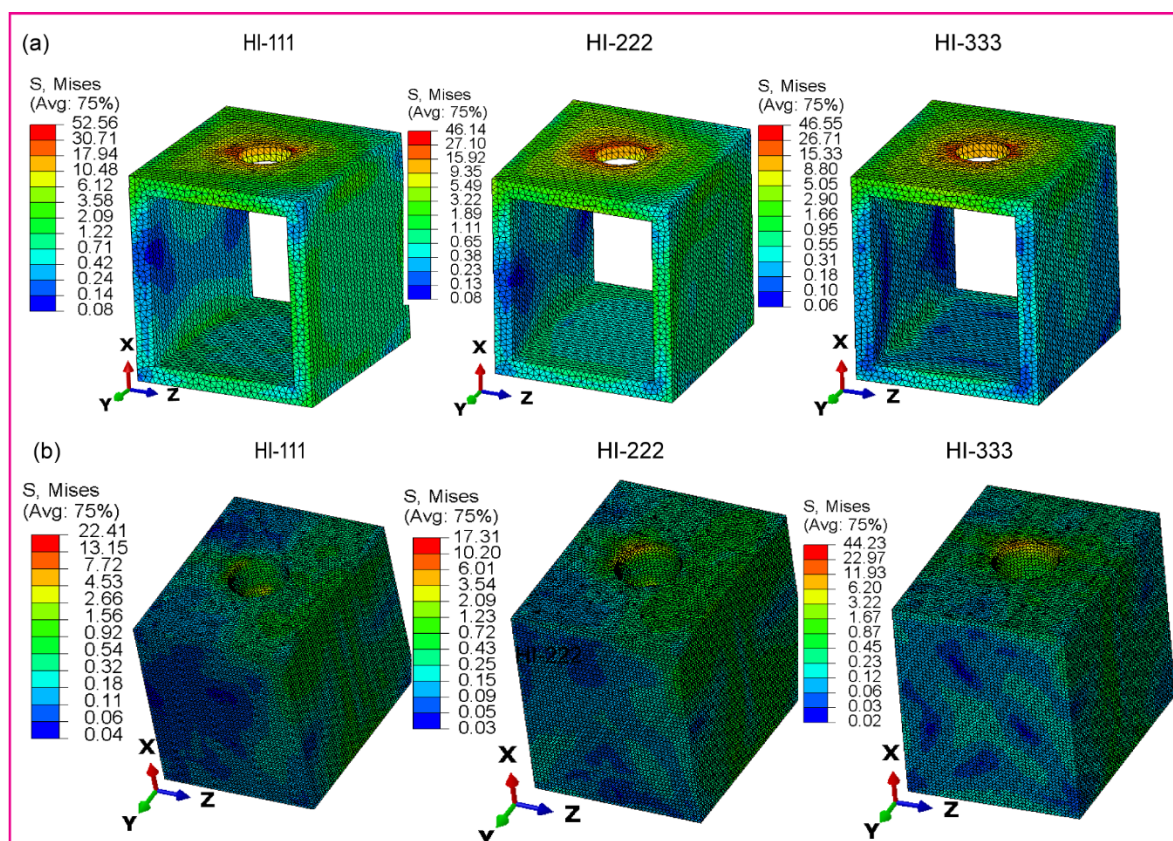 (a)
HI-111
HI-222
HI-333
S, Mises
(Avg: 75%)
52.56
30.71
17.94
10.48
6.12
3.58
2.09
1.22
0.71
0.42
0.24
0.14
0.08
X
Y
Z
S, Mises
(Avg: 75%)
46.14
27.10
15.92
9.35
5.49
3.22
1.89
1.11
0.65
0.38
0.23
0.13
0.08
X
Y
Z
S, Mises
(Avg: 75%)
46.55
26.71
15.33
8.80
5.05
2.90
1.66
0.95
0.55
0.31
0.18
0.10
0.06
X
Y
Z
(b)
HI-111
HI-222
HI-333
S, Mises
(Avg: 75%)
22.41
13.15
7.72
4.53
2.66
1.56
0.92
0.54
0.32
0.18
0.11
0.06
0.04
X
Y
Z
S, Mises
(Avg: 75%)
17.31
10.20
6.01
3.54
2.09
1.23
0.72
0.43
0.25
0.15
0.09
0.05
0.03
HI-222
X
Y
Z
S, Mises
(Avg: 75%)
44.23
22.97
11.93
6.20
3.22
1.67
0.87
0.45
0.23
0.12
0.06
0.03
0.02
X
Y
Z